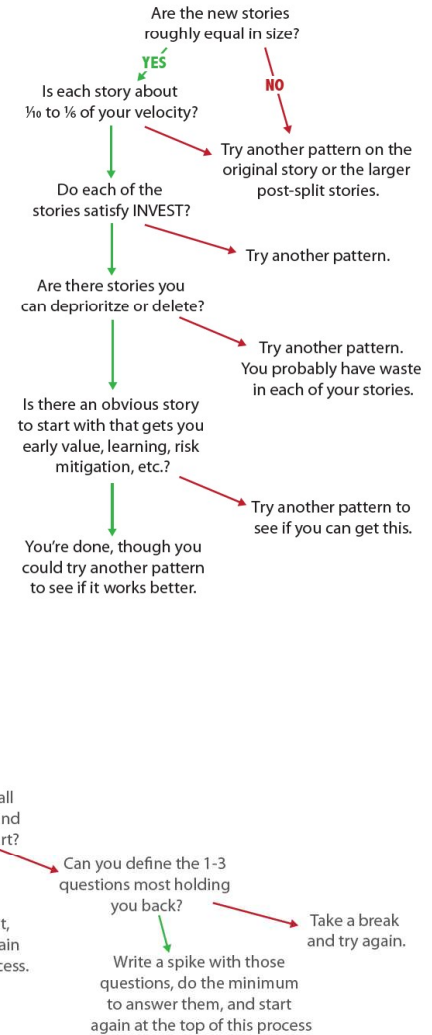 Are the new stories
roughly equal in size?
YES
NO
Is each story about
⅒ to ⅙ of your velocity?
Try another pattern on the
original story or the larger
post-split stories.
Do each of the
stories satisfy INVEST?
Try another pattern.
Are there stories you
can deprioritze or delete?
Try another pattern.
You probably have waste
in each of your stories.
Is there an obvious story
to start with that gets you
early value, learning, risk
mitigation, etc.?
Try another pattern to
see if you can get this.
You're done, though you
could try another pattern
to see if it works better.
all
rt?
Can you define the 1-3
questions most holding
you back?
Take a break
and try again.
Write a spike with those
questions, do the minimum
to answer them, and start
again at the top of this process